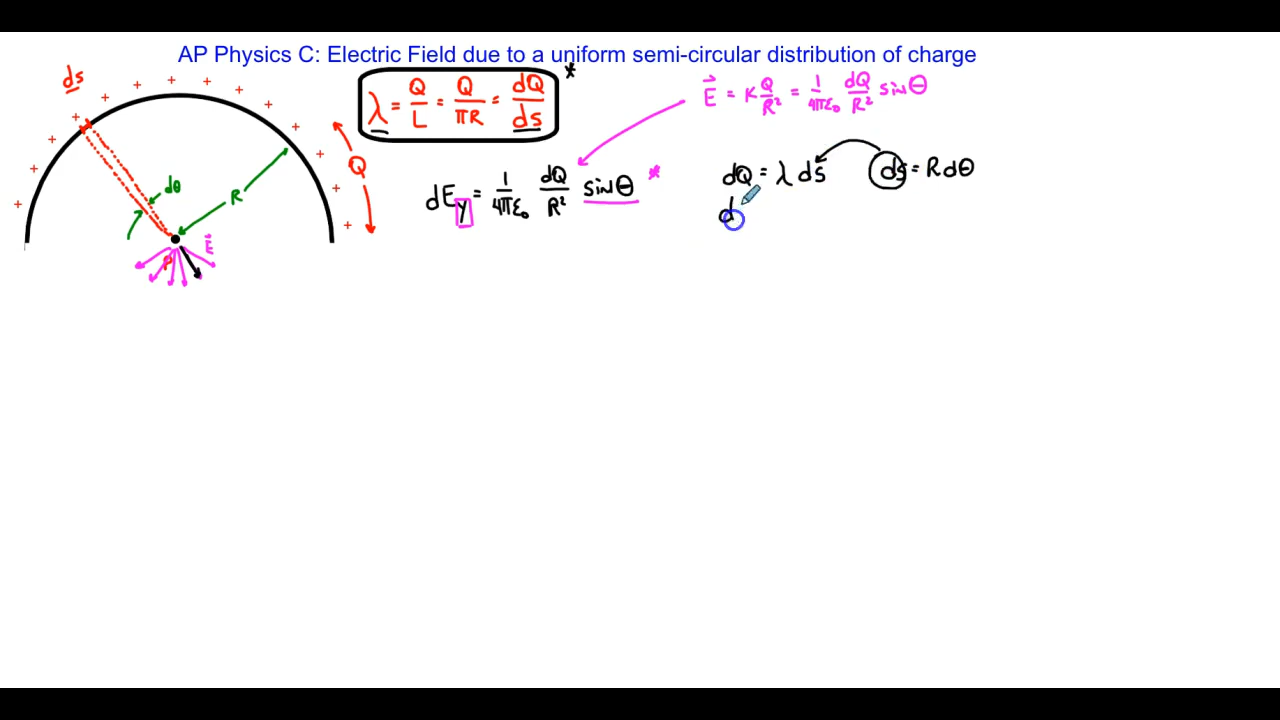 AP Physics C: Electric Field due to a uniform semi-circular distribution of charge
ds
λ = Q/L = Q/πR = dQ/ds *
E⃗ = K Q/R² = 1/4πε₀ dQ/R² sinθ
Q
dθ
R
dE_y = 1/4πε₀ dQ/R² sinθ *
dQ = λ ds
ds = R dθ
d
E⃗
P